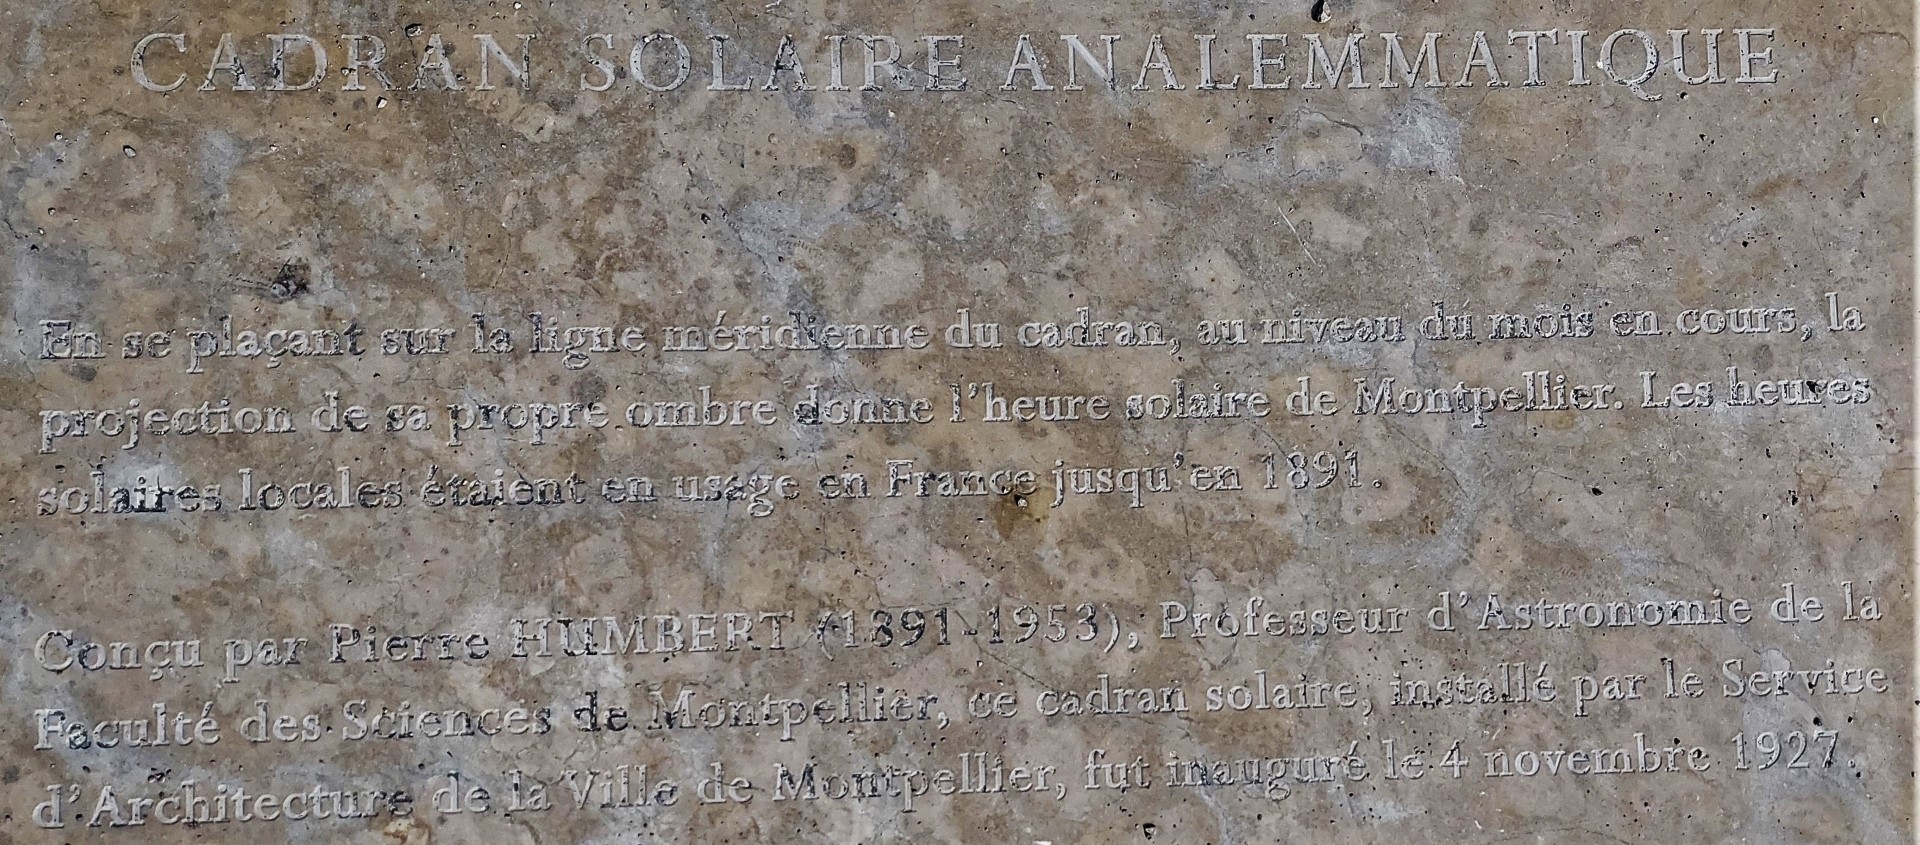 CADRAN SOLAIRE ANALEMMATIQUE
En se plaçant sur la ligne méridienne du cadran, au niveau du mois en cours, la
projection de sa propre ombre donne l'heure solaire de Montpellier. Les heures
solaires locales étaient en usage en France jusqu'en 1891.
Conçu par Pierre HUMBERT (1891-1953), Professeur d'Astronomie de la
Faculté des Sciences de Montpellier, ce cadran solaire, installé par le Service
d'Architecture de la Ville de Montpellier, fut inauguré le 4 novembre 1927.